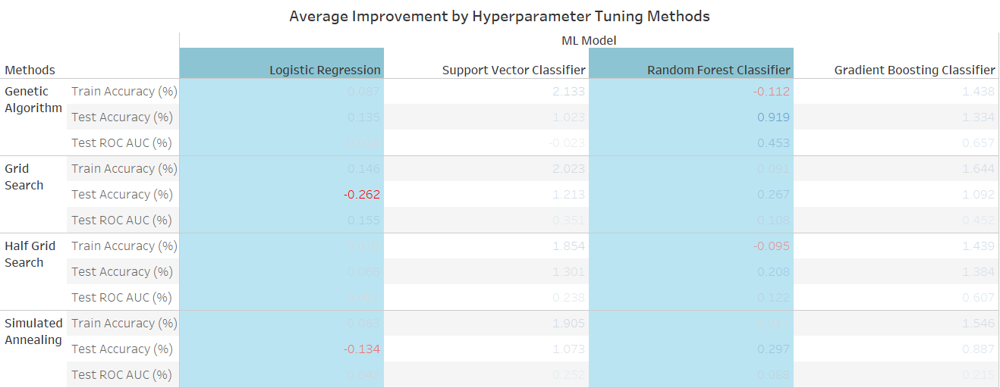 Average Improvement by Hyperparameter Tuning Methods
ML Model
Methods Logistic Regression Support Vector Classifier Random Forest Classifier Gradient Boosting Classifier
Genetic Algorithm Train Accuracy (%) 0.087 2.133 -0.112 1.438
Test Accuracy (%) 0.135 1.023 0.919 1.334
Test ROC AUC (%) -0.023 0.453 0.657
Grid Search Train Accuracy (%) 0.146 2.023 0.091 1.644
Test Accuracy (%) -0.262 1.213 0.267 1.092
Test ROC AUC (%) 0.155 0.351 0.108 0.452
Half Grid Search Train Accuracy (%) 1.854 -0.095 1.439
Test Accuracy (%) 0.066 1.301 0.208 1.384
Test ROC AUC (%) 0.238 0.122 0.607
Simulated Annealing Train Accuracy (%) 0.063 1.905 1.546
Test Accuracy (%) -0.134 1.073 0.297 0.887
Test ROC AUC (%) 0.042 0.252 0.088 0.215